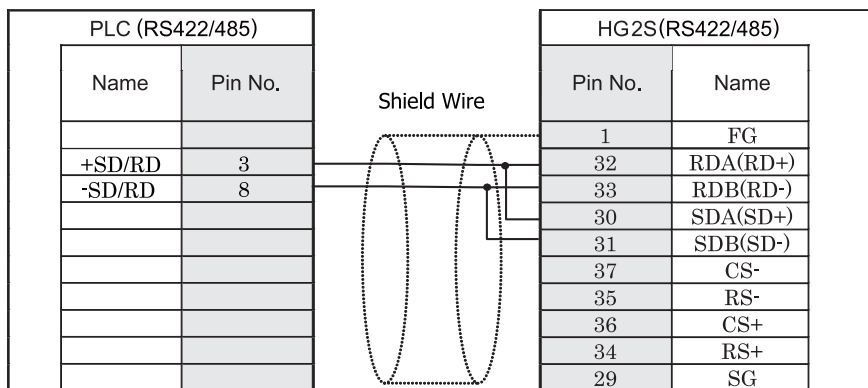 PLC (RS422/485) HG2S(RS422/485)
Name Pin No. Pin No. Name
Shield Wire
1 FG
+SD/RD 3 32 RDA(RD+)
-SD/RD 8 33 RDB(RD-)
30 SDA(SD+)
31 SDB(SD-)
37 CS-
35 RS-
36 CS+
34 RS+
29 SG